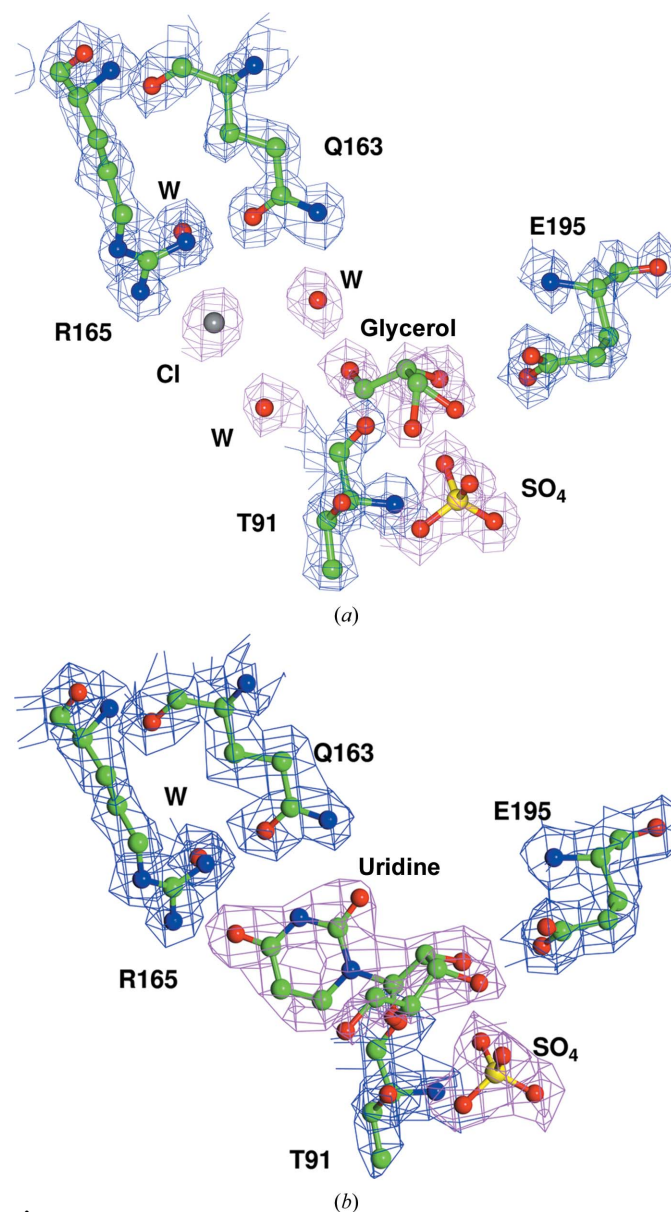 Q163
W
E195
W
R165
Glycerol
Cl
W
SO₄
T91
(a)
Q163
W
E195
Uridine
R165
SO₄
T91
(b)